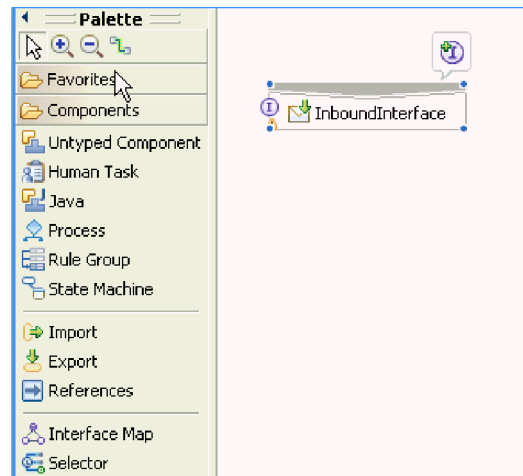 Palette
Favorites
Components
Untyped Component
Human Task
Java
Process
Rule Group
State Machine
Import
Export
References
Interface Map
Selector
I
I InboundInterface